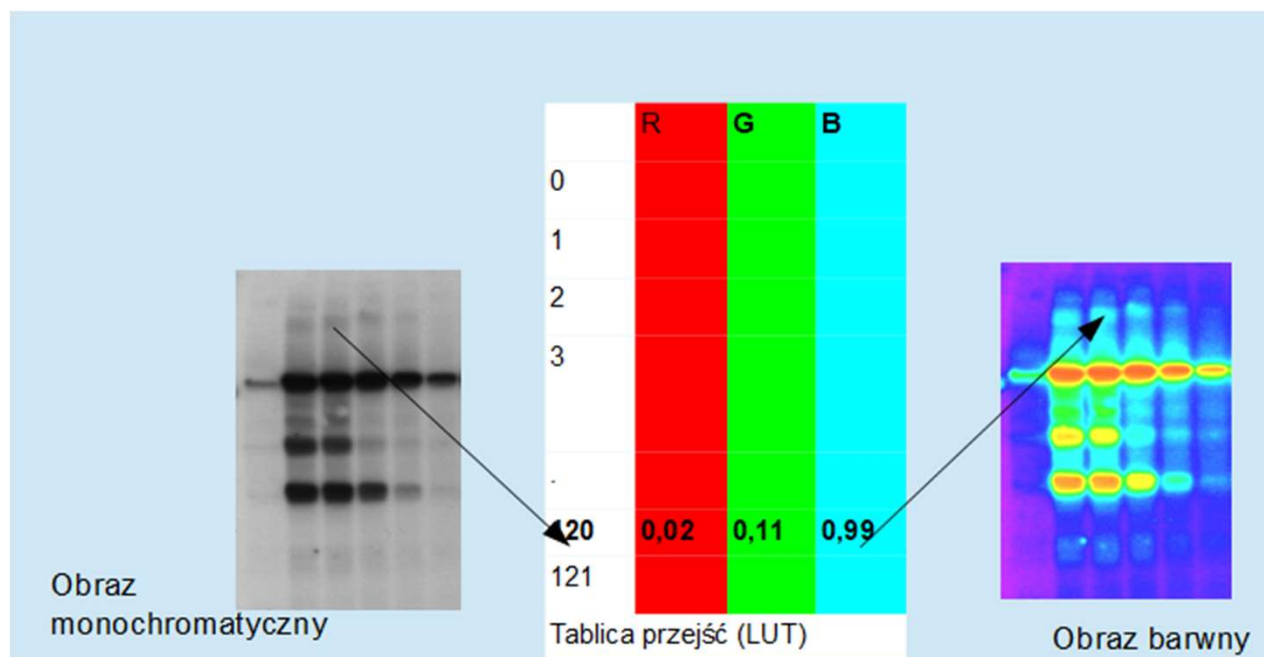 R G B
0
1
2
3
.
120 0,02 0,11 0,99
121
Obraz
monochromatyczny
Tablica przejść (LUT)
Obraz barwny